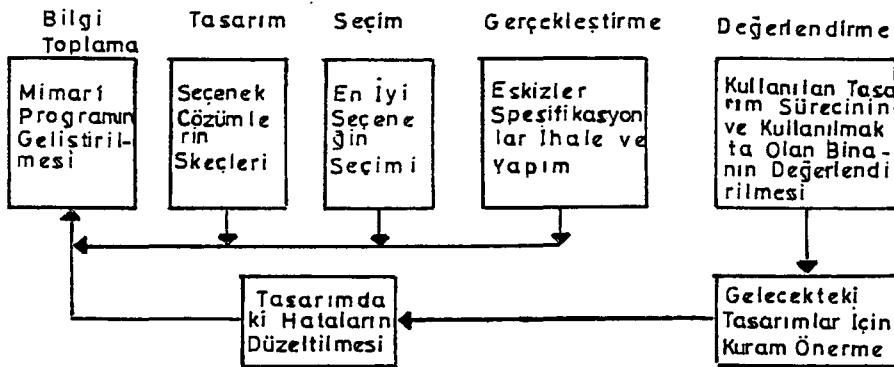 Bilgi
Toplama
Tasarım
Seçim
Gerçekleştirme
Değerlendirme
Mimarî
Programın
Geliştiril-
mesi
Seçenek
Çözümle
rin
Skeçleri
En İyi
Seçene
ğin
Seçimi
Eskizler
Spesifikasyon
lar İhale ve
Yapım
Kullanılan Tasa
rım Sürecinin
ve Kullanılmak
ta Olan Bina-
nın Değerlendi
rilmesi
Tasarımda
ki Hataların
Düzeltilmesi
Gelecekteki
Tasarımlar İçin
Kuram Önerme